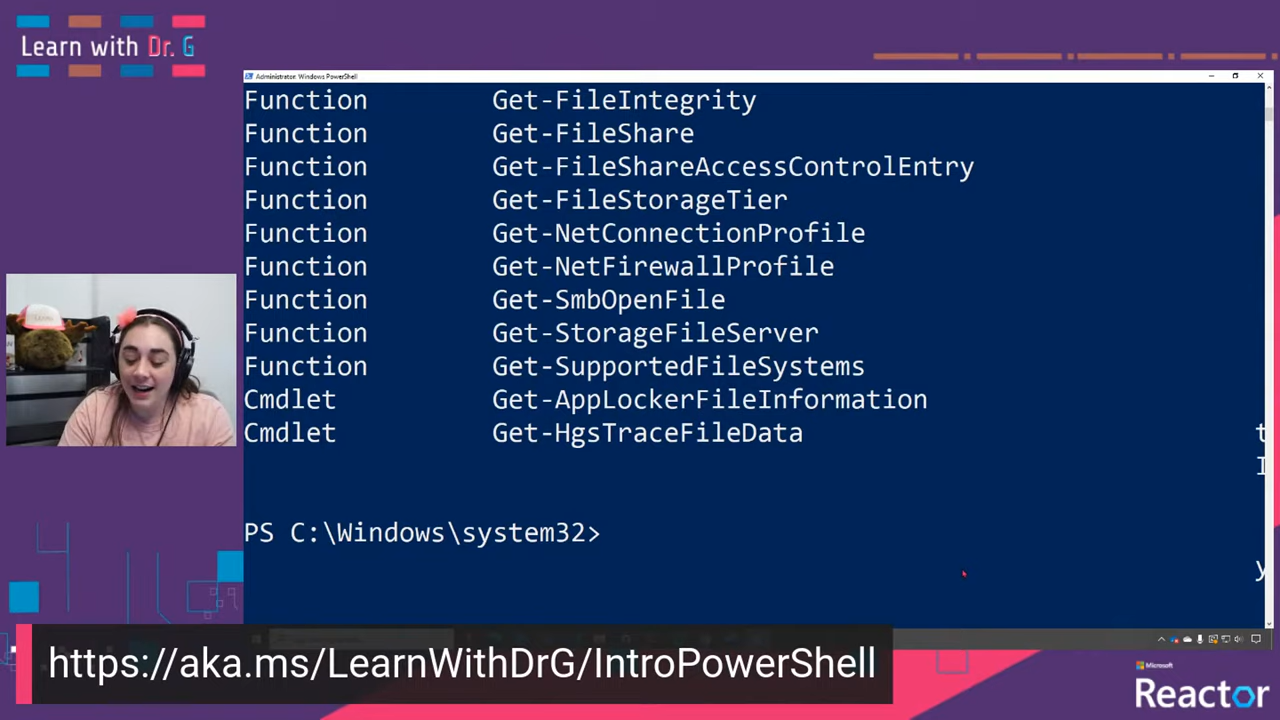 Learn with Dr. G
Administrator: Windows PowerShell
Function Get-FileIntegrity
Function Get-FileShare
Function Get-FileShareAccessControlEntry
Function Get-FileStorageTier
Function Get-NetConnectionProfile
Function Get-NetFirewallProfile
Function Get-SmbOpenFile
Function Get-StorageFileServer
Function Get-SupportedFileSystems
Cmdlet Get-AppLockerFileInformation
Cmdlet Get-HgsTraceFileData
PS C:\Windows\system32>
https://aka.ms/LearnWithDrG/IntroPowerShell
Microsoft
Reactor